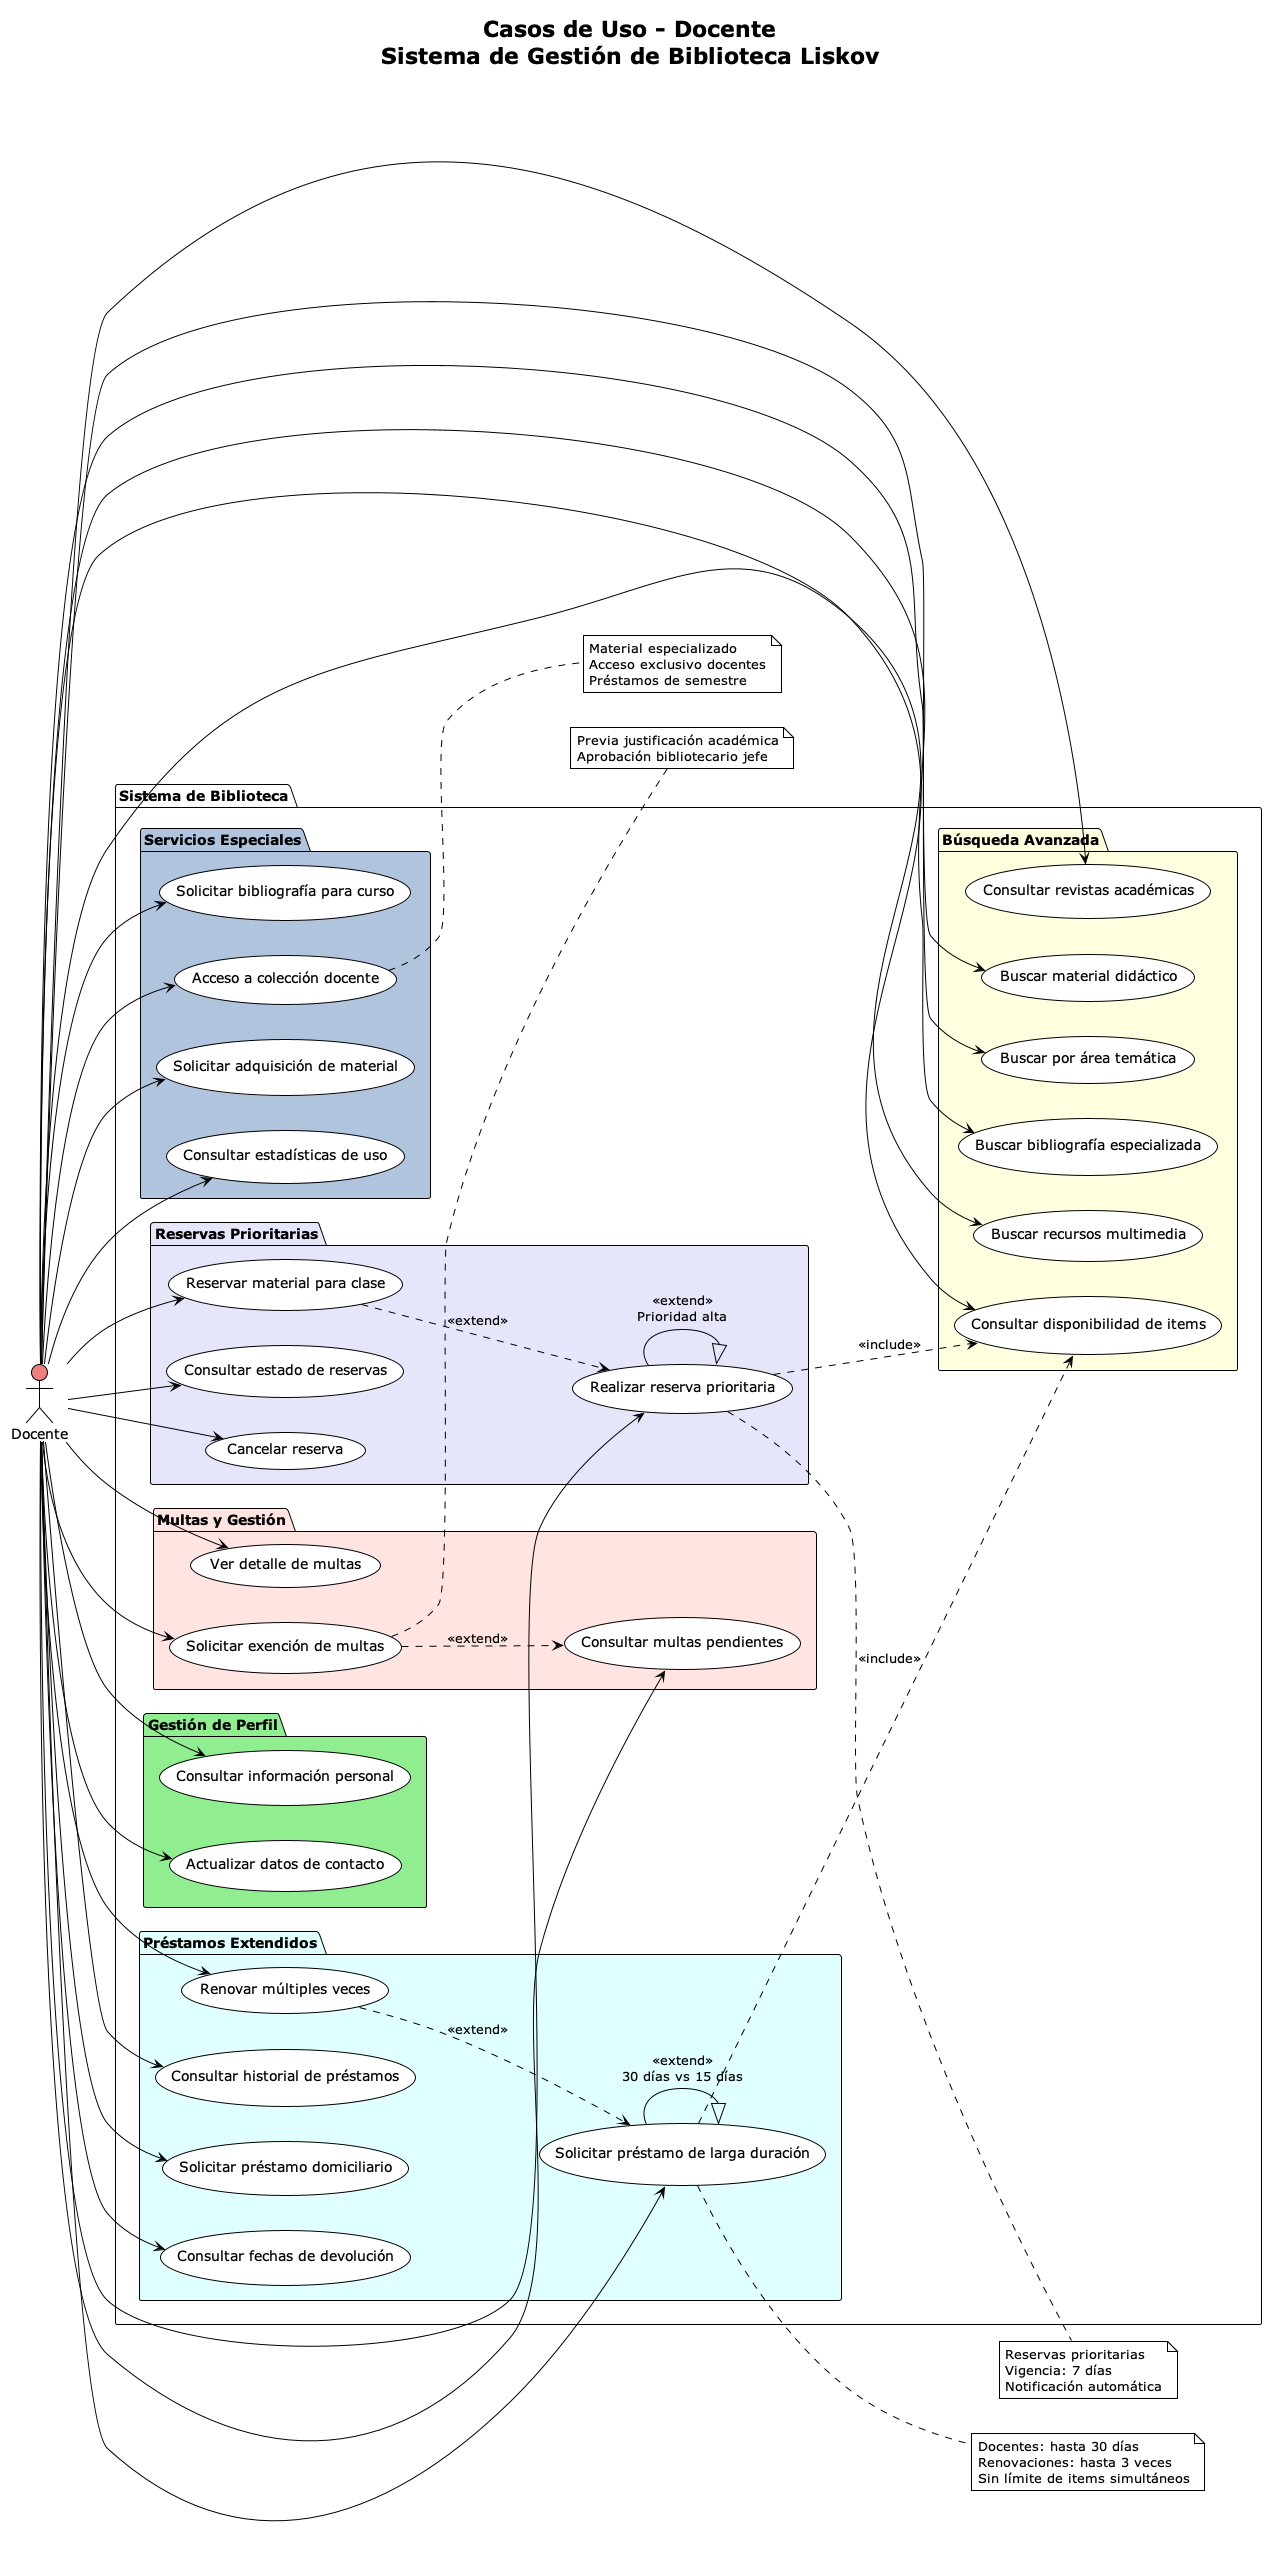 Casos de Uso - Docente
Sistema de Gestión de Biblioteca Liskov
Material especializado
Acceso exclusivo docentes
Préstamos de semestre
Previa justificación académica
Aprobación bibliotecario jefe
Sistema de Biblioteca
Servicios Especiales
Solicitar bibliografía para curso
Acceso a colección docente
Solicitar adquisición de material
Consultar estadísticas de uso
Búsqueda Avanzada
Consultar revistas académicas
Buscar material didáctico
Buscar por área temática
Buscar bibliografía especializada
Buscar recursos multimedia
Consultar disponibilidad de items
Reservas Prioritarias
Reservar material para clase
«extend»
«extend»
Prioridad alta
«include»
Consultar estado de reservas
Realizar reserva prioritaria
Cancelar reserva
Docente
Multas y Gestión
Ver detalle de multas
Solicitar exención de multas
«extend»
Consultar multas pendientes
«include»
Gestión de Perfil
Consultar información personal
Actualizar datos de contacto
Préstamos Extendidos
Renovar múltiples veces
«extend»
«extend»
30 días vs 15 días
Consultar historial de préstamos
Solicitar préstamo de larga duración
Solicitar préstamo domiciliario
Consultar fechas de devolución
Reservas prioritarias
Vigencia: 7 días
Notificación automática
Docentes: hasta 30 días
Renovaciones: hasta 3 veces
Sin límite de items simultáneos